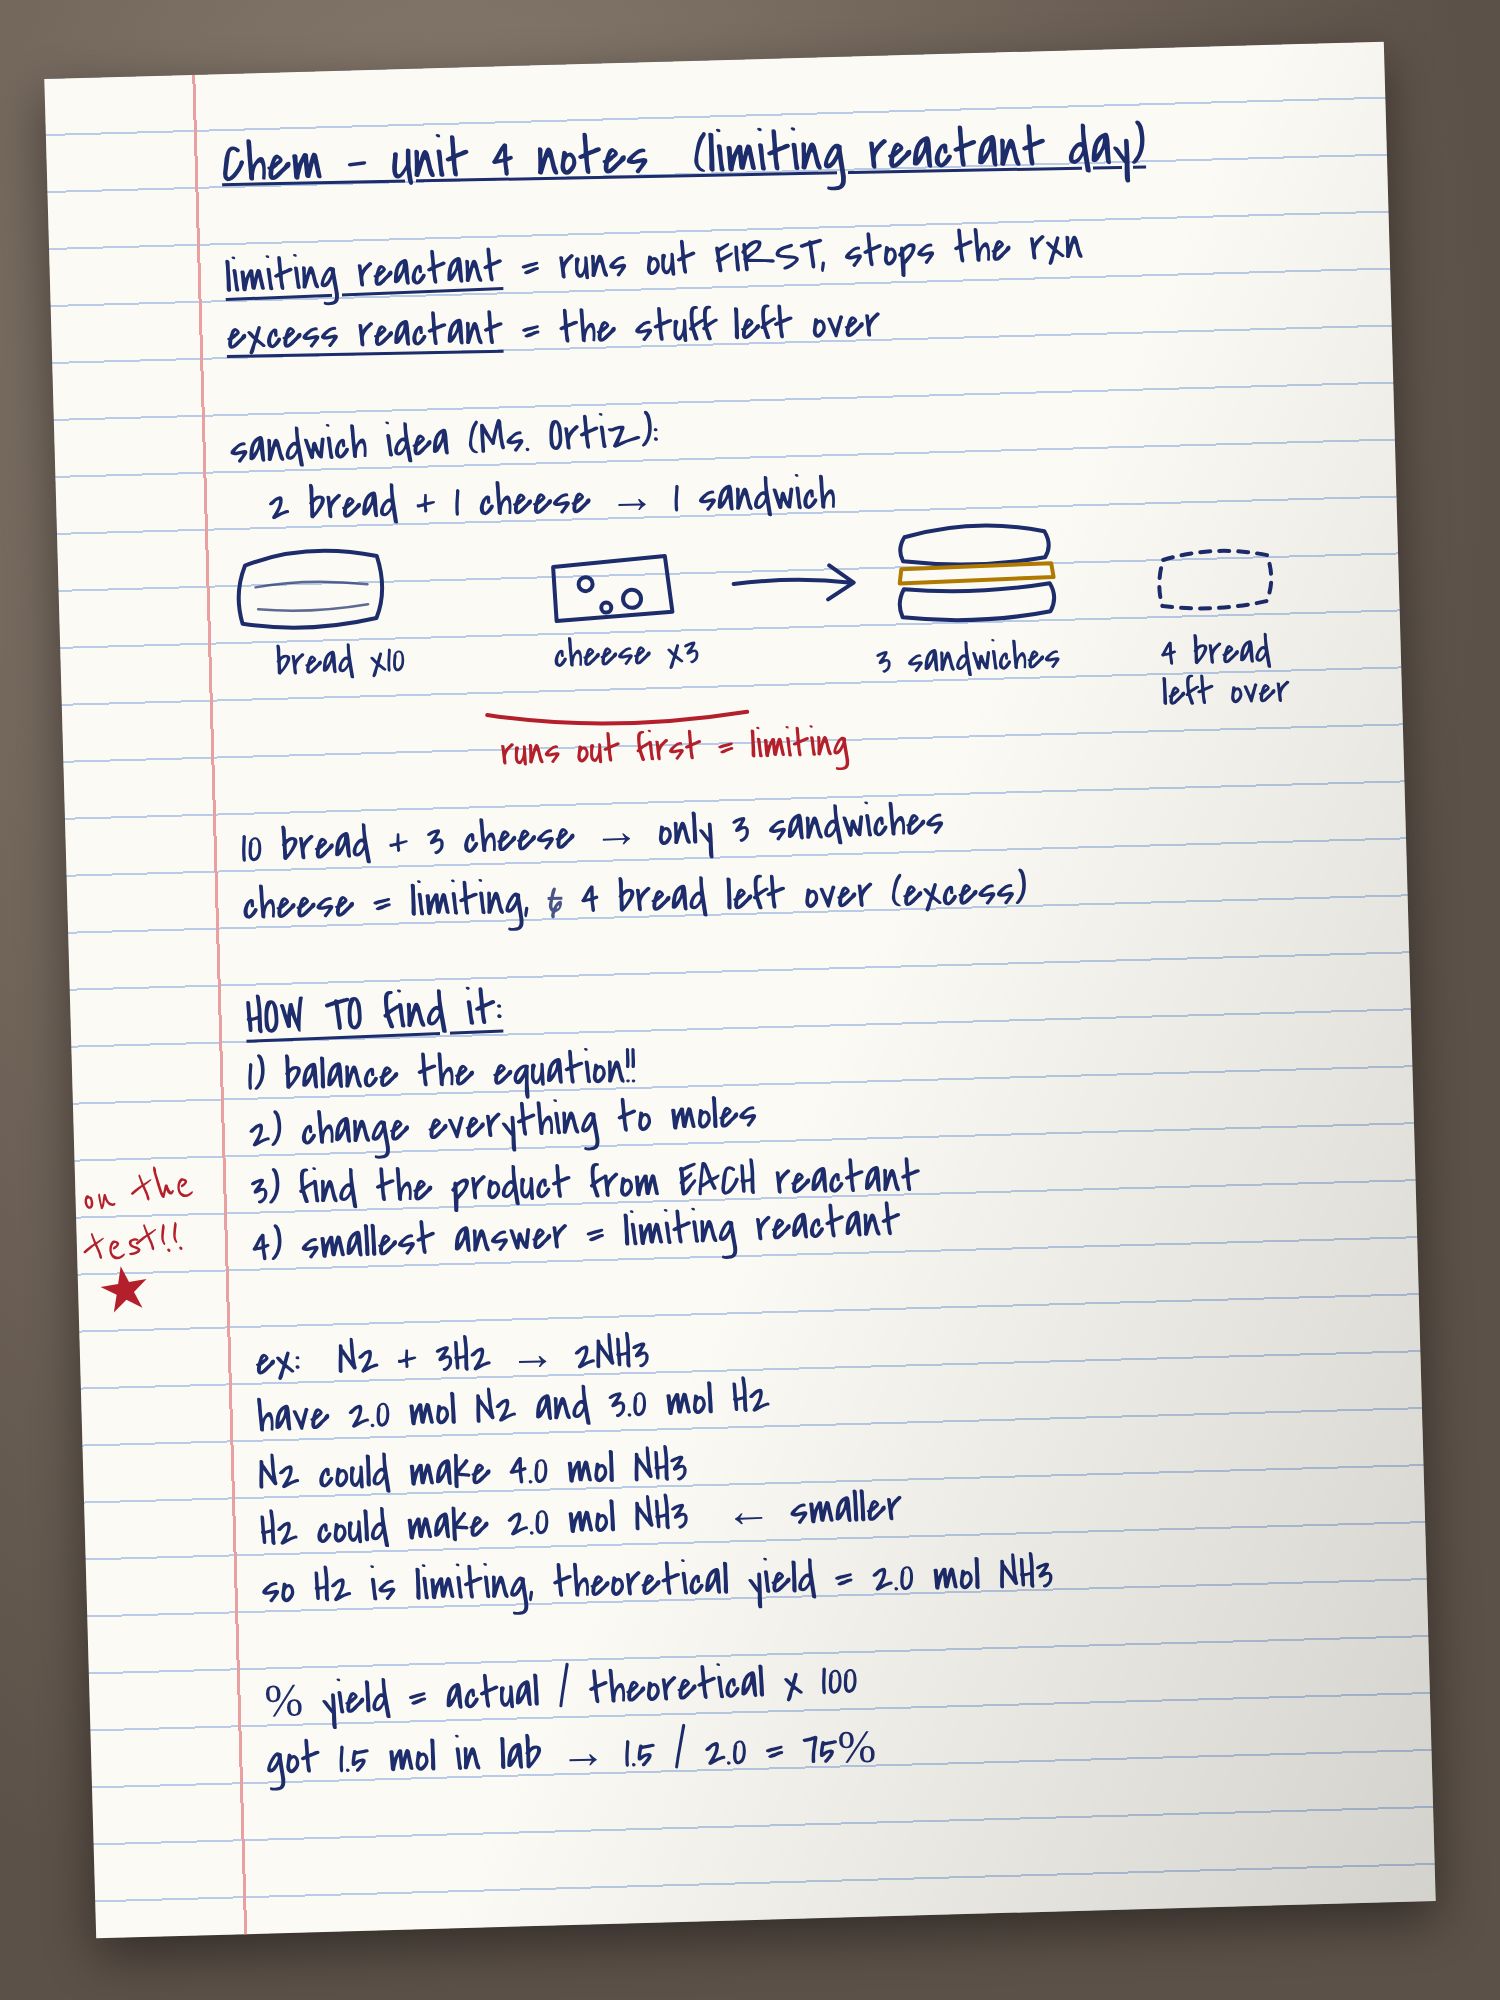 Chem - unit 4 notes (limiting reactant day)
limiting reactant = runs out FIRST, stops the rxn
excess reactant = the stuff left over
sandwich idea (Ms. Ortiz):
2 bread + 1 cheese → 1 sandwich
bread x10
cheese x3
3 sandwiches
4 bread
left over
runs out first = limiting
10 bread + 3 cheese → only 3 sandwiches
cheese = limiting, 4 bread left over (excess)
HOW TO find it:
1) balance the equation!!
2) change everything to moles
3) find the product from EACH reactant
4) smallest answer = limiting reactant
on the
test!!
ex: N2 + 3H2 → 2NH3
have 2.0 mol N2 and 3.0 mol H2
N2 could make 4.0 mol NH3
H2 could make 2.0 mol NH3 ← smaller
so H2 is limiting, theoretical yield = 2.0 mol NH3
% yield = actual / theoretical x 100
got 1.5 mol in lab → 1.5 / 2.0 = 75%